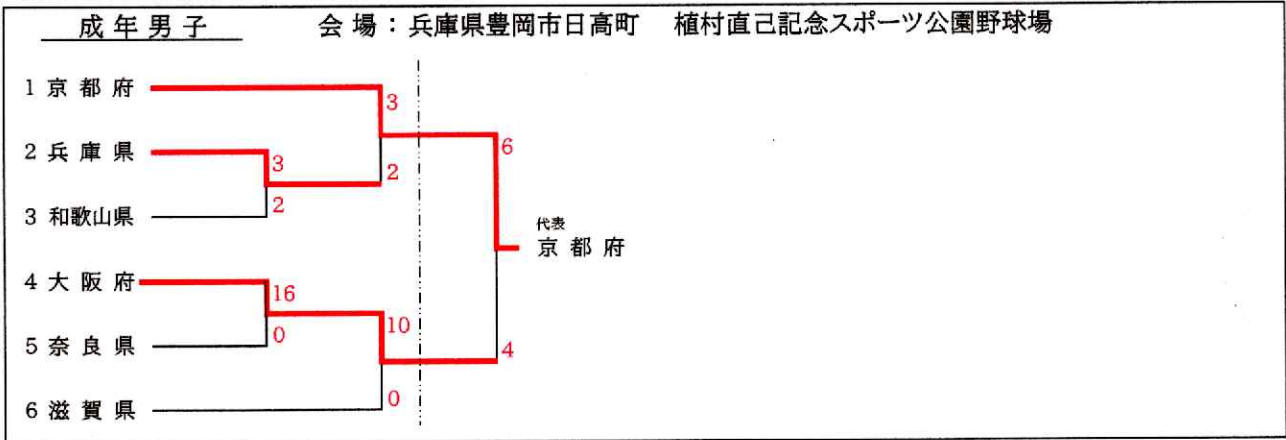 成年男子 会場：兵庫県豊岡市日高町 植村直己記念スポーツ公園野球場
1 京都府
3
2 兵庫県
3
6
2
3 和歌山県
2
代表
京都府
4 大阪府
16
10
5 奈良県
0
4
6 滋賀県
0